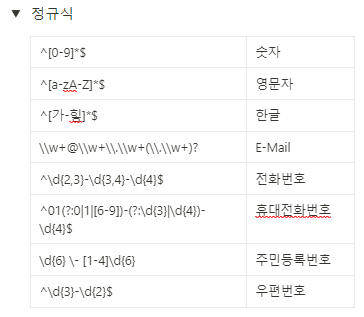 ▼ 정규식
^[0-9]*$ 숫자
^[a-zA-Z]*$ 영문자
^[가-힣]*$ 한글
\\w+@\\w+\\.\\w+(\\.\\w+)? E-Mail
^\d{2,3}-\d{3,4}-\d{4}$ 전화번호
^01(?:0|1|[6-9])-(?:\d{3}|\d{4})- 휴대전화번호
\d{4}$
\d{6} \- [1-4]\d{6} 주민등록번호
^\d{3}-\d{2}$ 우편번호